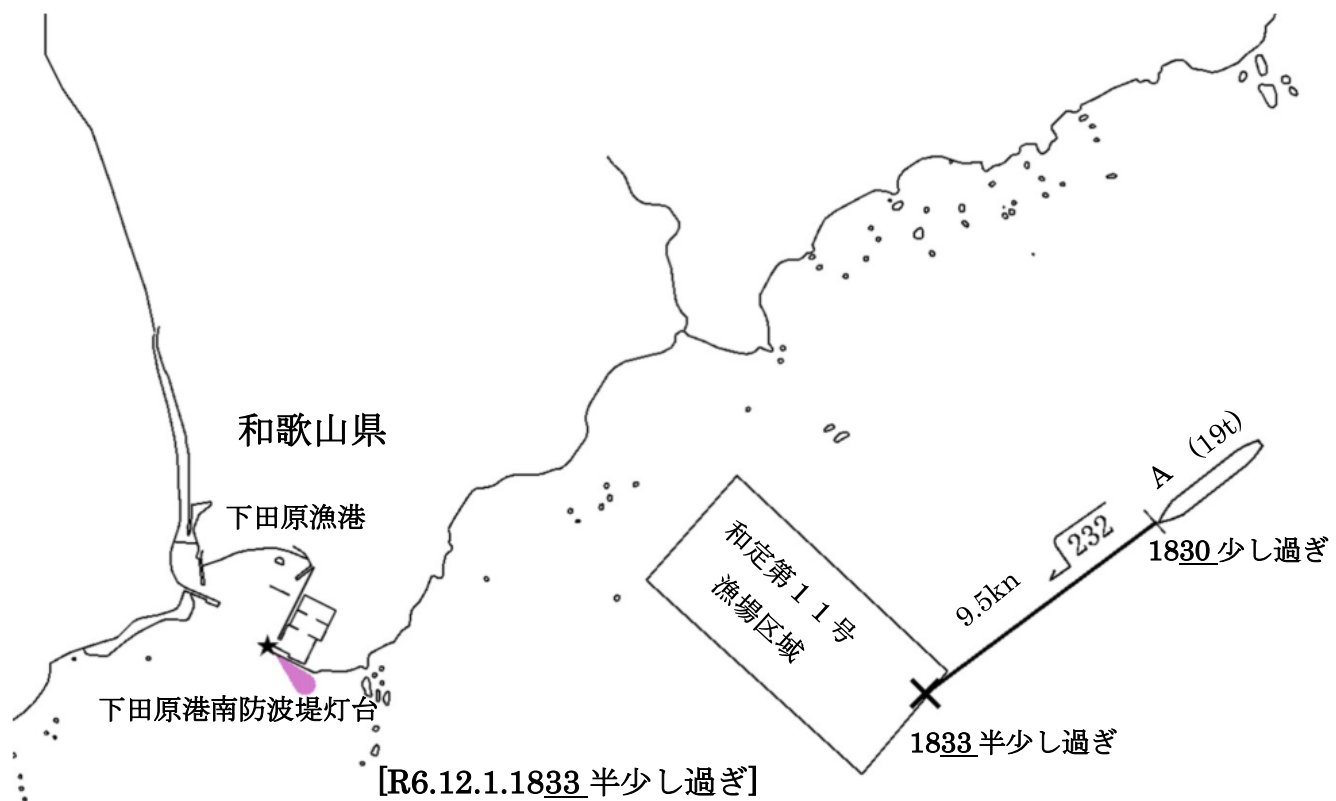 和歌山県
下田原漁港
下田原港南防波堤灯台
和定第１１号
漁場区域
A (19t)
232
9.5kn
1830 少し過ぎ
1833 半少し過ぎ
[R6.12.1.1833 半少し過ぎ]